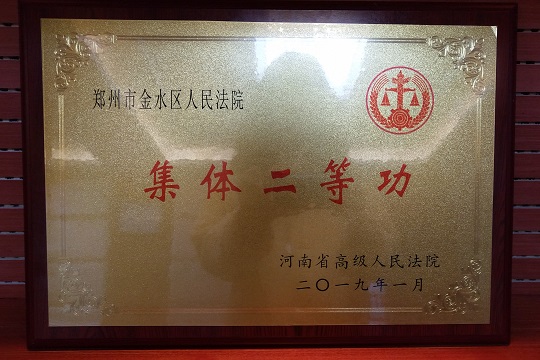 郑州市金水区人民法院
集体二等功
河南省高级人民法院
二〇一九年一月